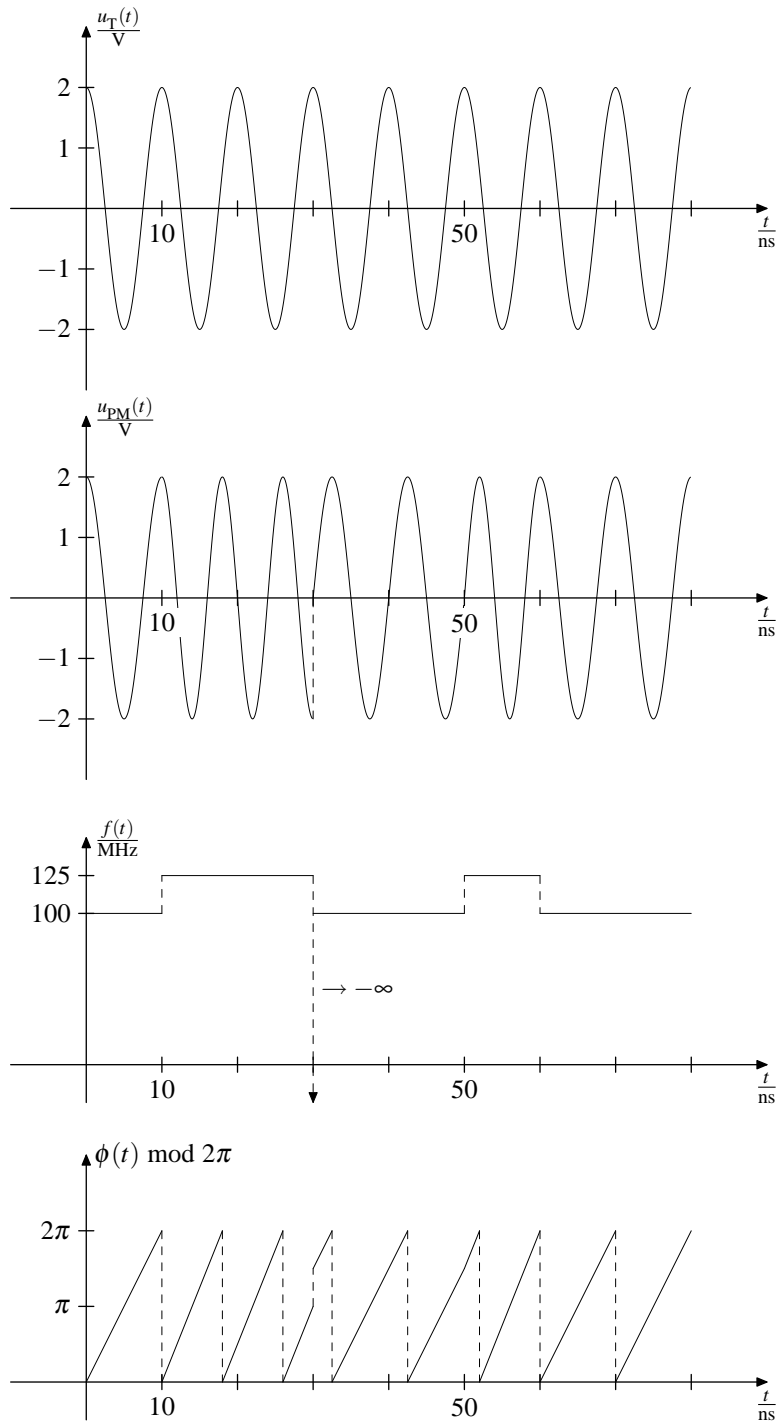 u_T(t)/V
2
1
10
50
t/ns
−1
−2
u_PM(t)/V
2
1
10
50
t/ns
−1
−2
f(t)/MHz
125
100
→ −∞
10
50
t/ns
ϕ(t) mod 2π
2π
π
10
50
t/ns